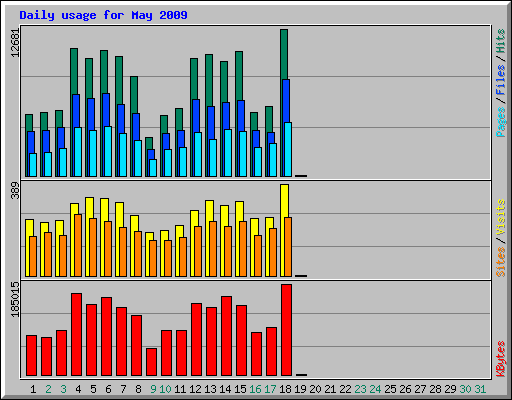 Daily usage for May 2009
12681
Pages / Files / Hits
389
Sites / Visits
185015
KBytes
1 2 3 4 5 6 7 8 9 10 11 12 13 14 15 16 17 18 19 20 21 22 23 24 25 26 27 28 29 30 31